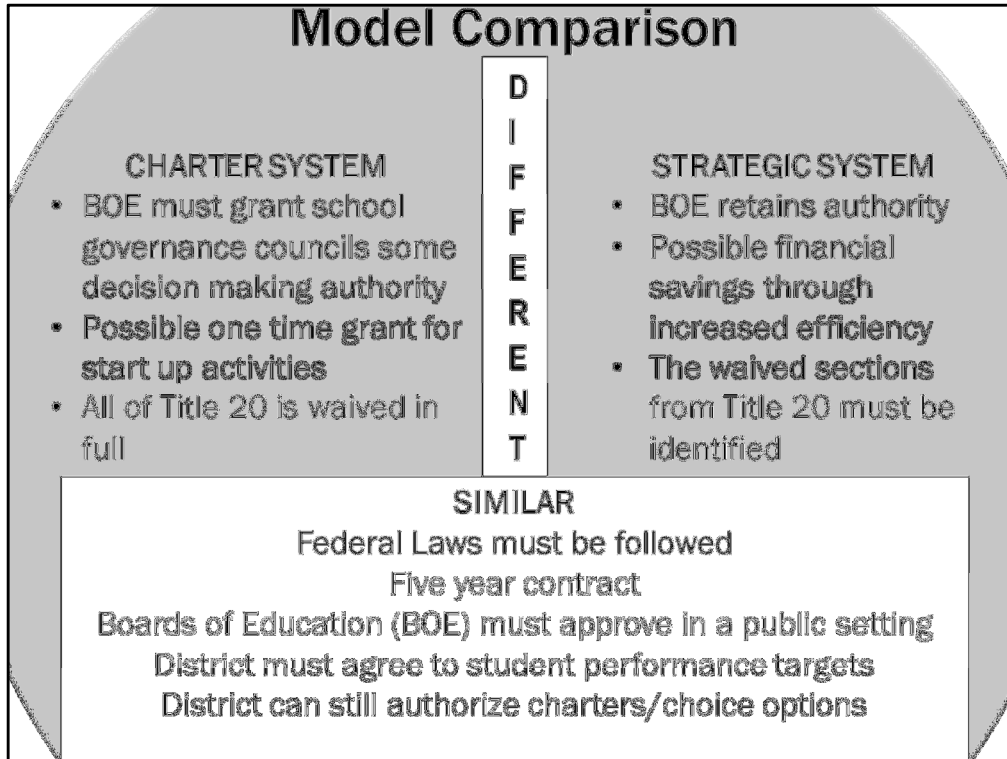 Model Comparison
D
I
F
F
E
R
E
N
T
CHARTER SYSTEM
• BOE must grant school
governance councils some
decision making authority
• Possible one time grant for
start up activities
• All of Title 20 is waived in
full
STRATEGIC SYSTEM
• BOE retains authority
• Possible financial
savings through
increased efficiency
• The waived sections
from Title 20 must be
identified
SIMILAR
Federal Laws must be followed
Five year contract
Boards of Education (BOE) must approve in a public setting
District must agree to student performance targets
District can still authorize charters/choice options